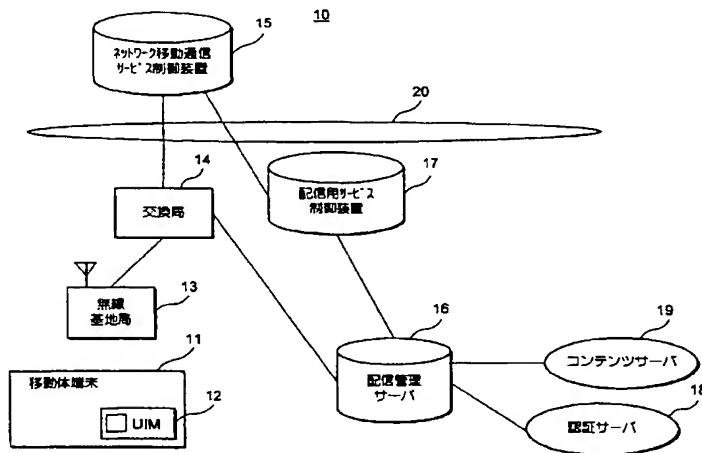 10
15
ネットワーク移動通信
サービス制御装置
20
14
交換局
17
配信用サービス
制御装置
13
無線
基地局
16
配信管理
サーバ
19
コンテンツサーバ
18
認証サーバ
11
移動体端末
12
UIM